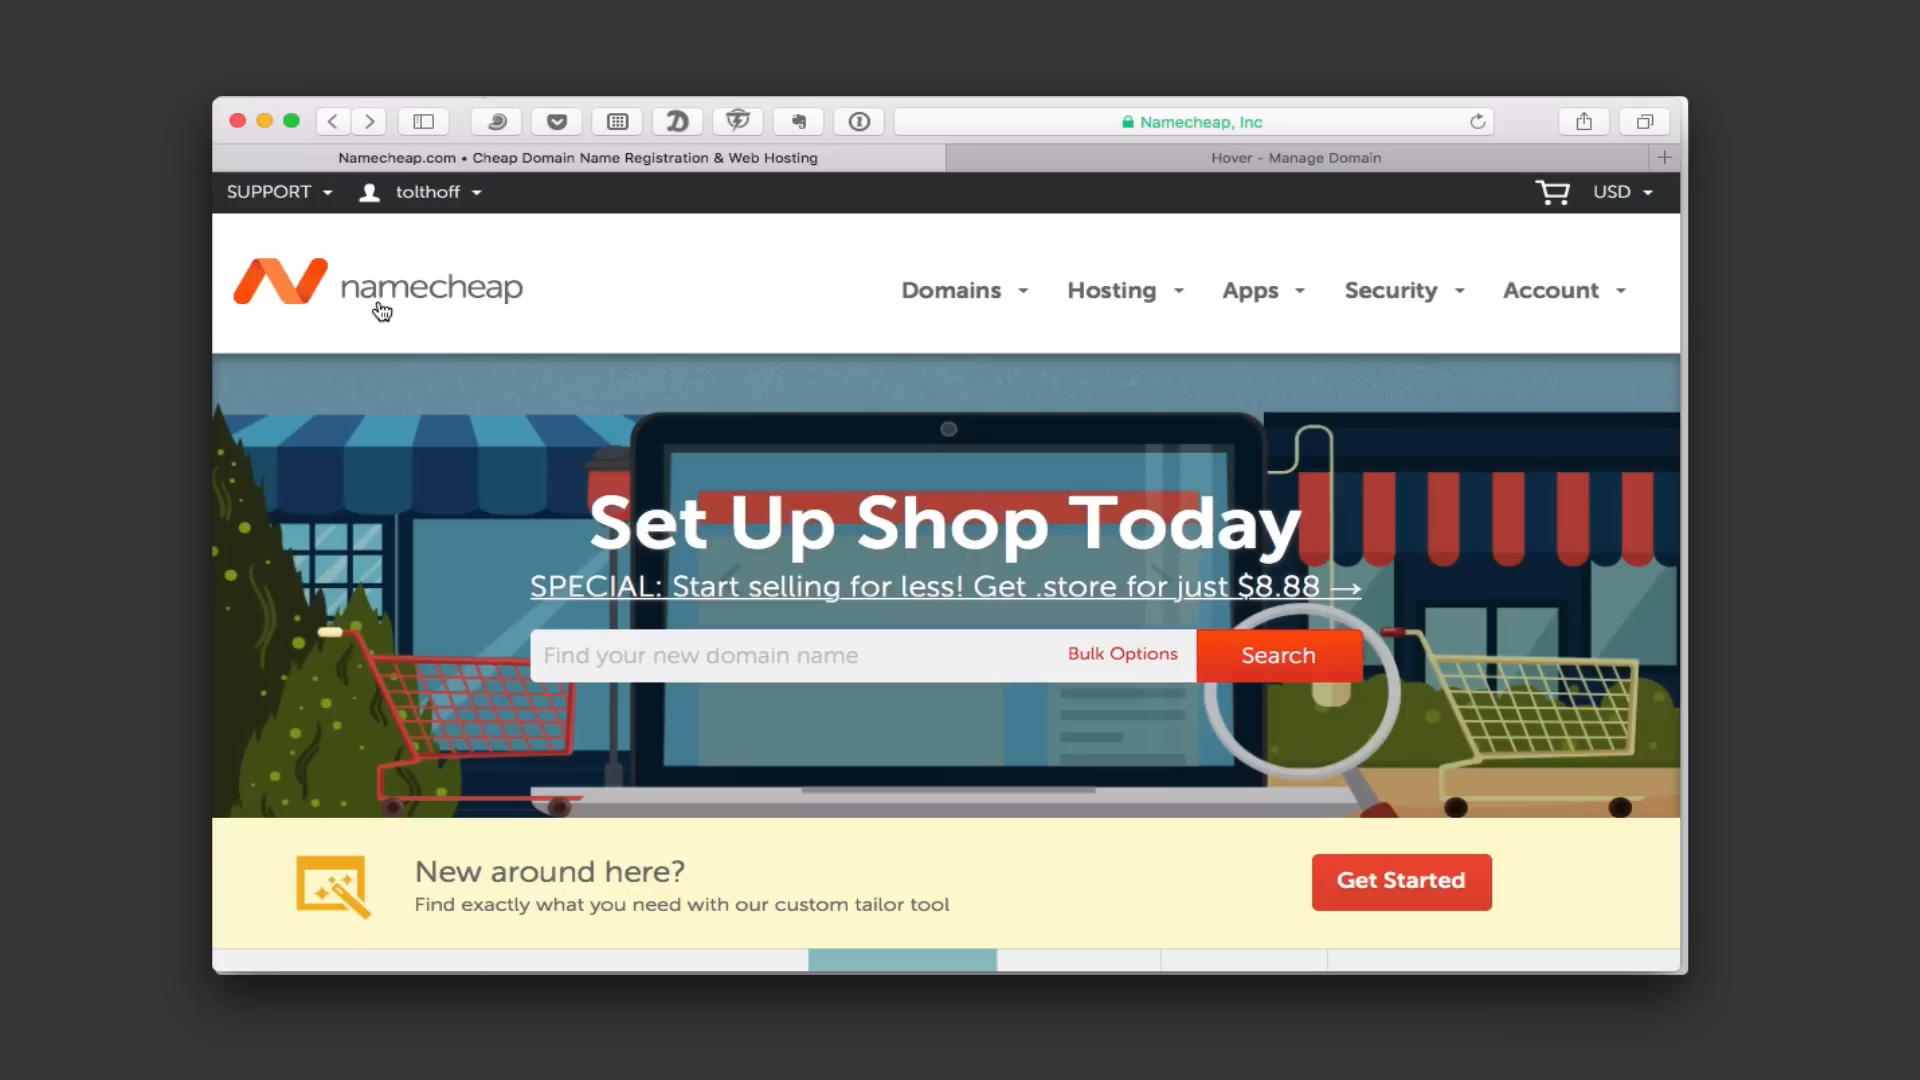 Namecheap, Inc
Namecheap.com • Cheap Domain Name Registration & Web Hosting
Hover - Manage Domain
SUPPORT
tolthoff
USD
namecheap
Domains
Hosting
Apps
Security
Account
Set Up Shop Today
SPECIAL: Start selling for less! Get .store for just $8.88 →
Find your new domain name
Bulk Options
Search
New around here?
Find exactly what you need with our custom tailor tool
Get Started